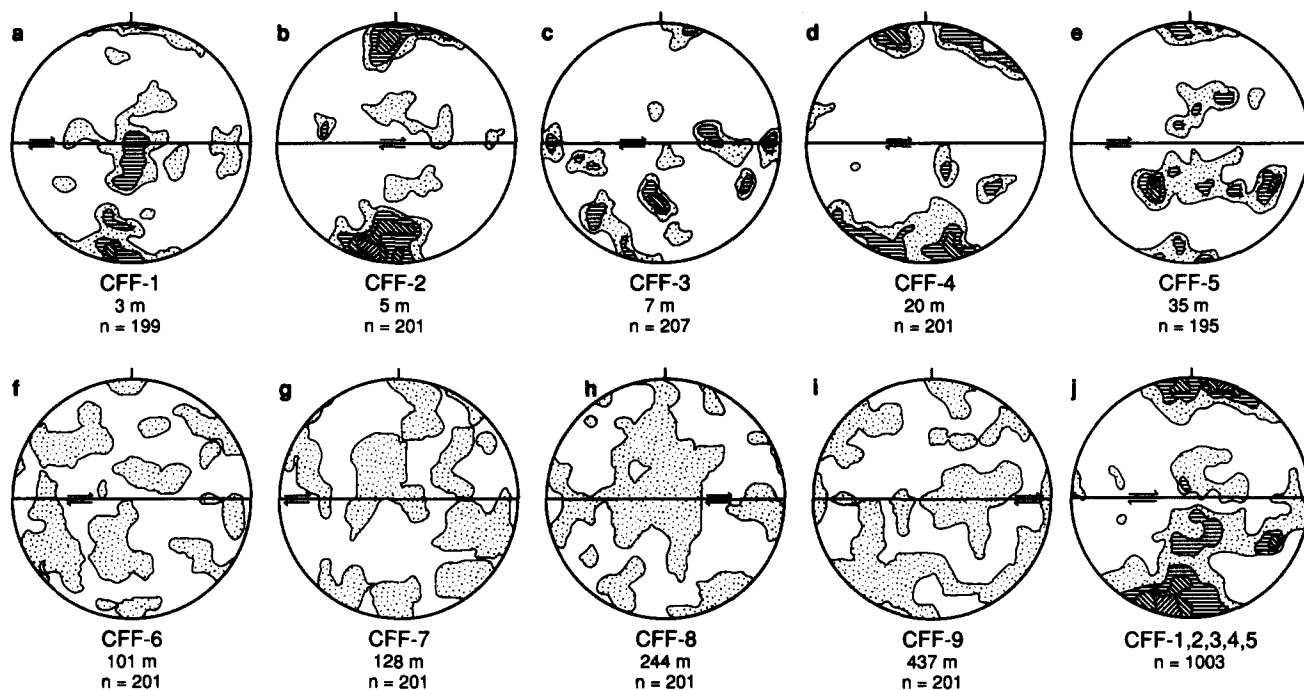 a
CFF-1
3 m
n = 199
b
CFF-2
5 m
n = 201
c
CFF-3
7 m
n = 207
d
CFF-4
20 m
n = 201
e
CFF-5
35 m
n = 195
f
CFF-6
101 m
n = 201
g
CFF-7
128 m
n = 201
h
CFF-8
244 m
n = 201
i
CFF-9
437 m
n = 201
j
CFF-1,2,3,4,5
n = 1003